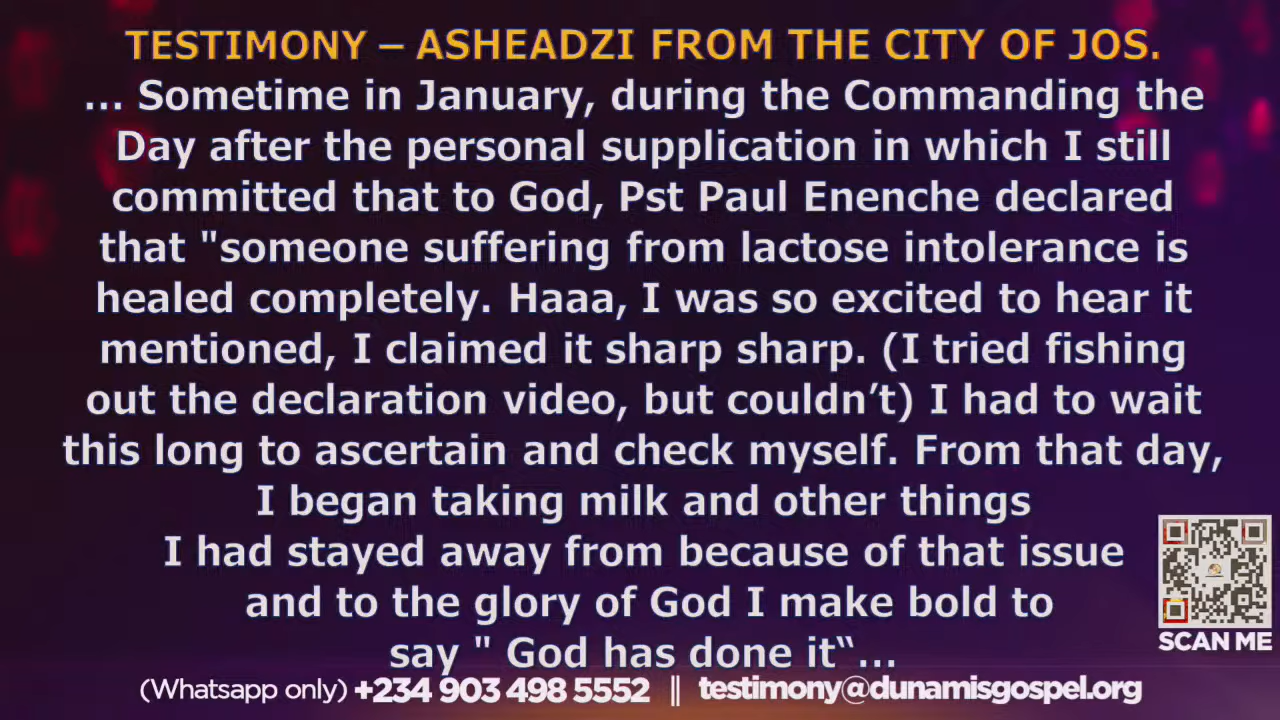 TESTIMONY – ASHEADZI FROM THE CITY OF JOS.
... Sometime in January, during the Commanding the
Day after the personal supplication in which I still
committed that to God, Pst Paul Enenche declared
that "someone suffering from lactose intolerance is
healed completely. Haaa, I was so excited to hear it
mentioned, I claimed it sharp sharp. (I tried fishing
out the declaration video, but couldn’t) I had to wait
this long to ascertain and check myself. From that day,
I began taking milk and other things
I had stayed away from because of that issue
and to the glory of God I make bold to
say " God has done it“...
SCAN ME
(Whatsapp only) +234 903 498 5552 || testimony@dunamisgospel.org